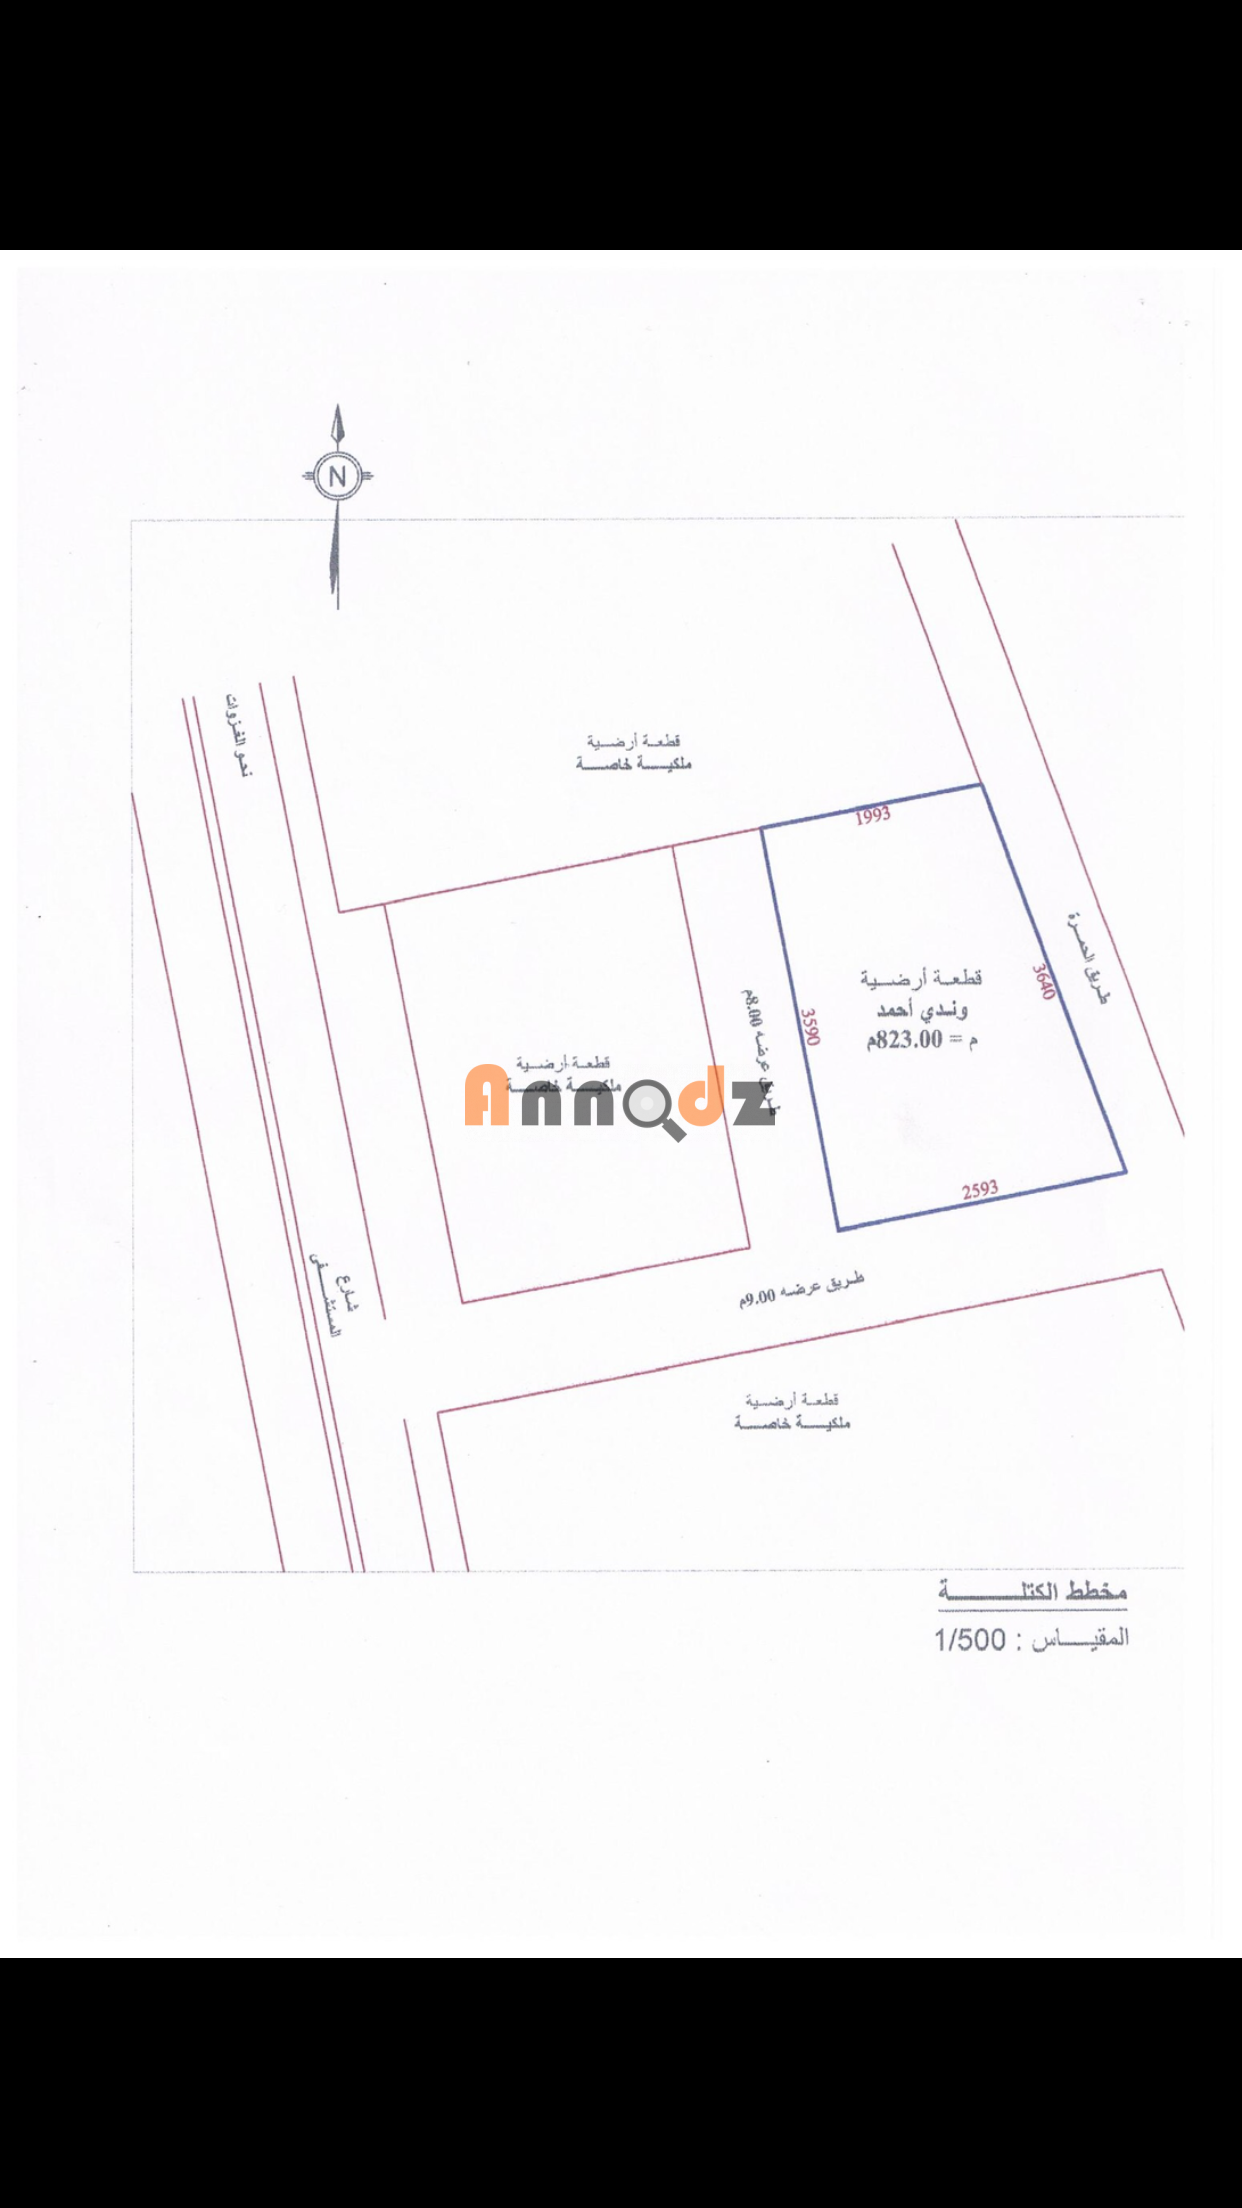 N
نحو الغزوات
قطعة أرضية
ملكية خاصة
1993
طريق الحمرة
3640
قطعة أرضية
وندي أحمد
م = 823.00م
3590
طريق عرضه 8.00م
قطعة أرضية
ملكية خاصة
Annodz
2593
شارع
المستشفى
طريق عرضه 9.00م
قطعة أرضية
ملكية خاصة
مخطط الكتلة
المقياس : 1/500